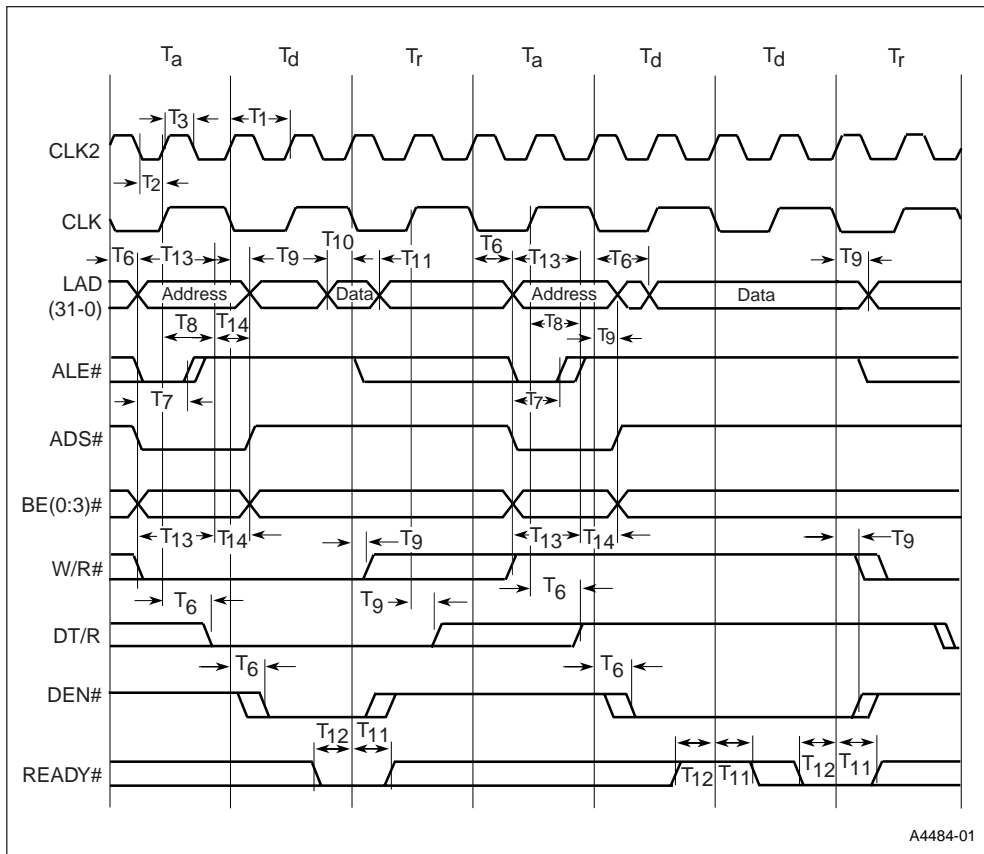 Ta Td Tr Ta Td Td Tr
T3 T1
CLK2
T2
CLK
T6 T13 T9 T10 T11 T6 T13 T6 T9
LAD
(31-0)
Address Data Address Data
T8 T14 T8 T9
ALE#
T7 T7
ADS#
BE(0:3)#
T13 T14 T9 T13 T14 T9
W/R#
T6 T9 T6
DT/R
T6 T6
DEN#
T12 T11 T12 T11 T12 T11
READY#
A4484-01